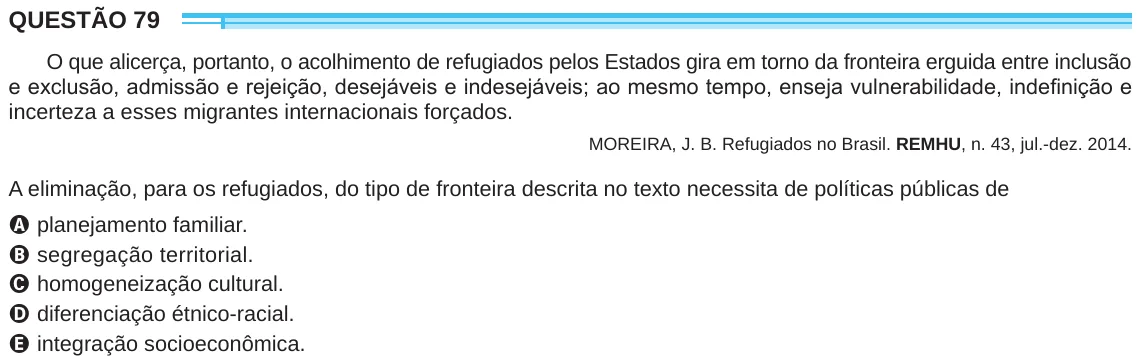 QUESTÃO 79
O que alicerça, portanto, o acolhimento de refugiados pelos Estados gira em torno da fronteira erguida entre inclusão
e exclusão, admissão e rejeição, desejáveis e indesejáveis; ao mesmo tempo, enseja vulnerabilidade, indefinição e
incerteza a esses migrantes internacionais forçados.
MOREIRA, J. B. Refugiados no Brasil. REMHU, n. 43, jul.-dez. 2014.
A eliminação, para os refugiados, do tipo de fronteira descrita no texto necessita de políticas públicas de
A planejamento familiar.
B segregação territorial.
C homogeneização cultural.
D diferenciação étnico-racial.
E integração socioeconômica.